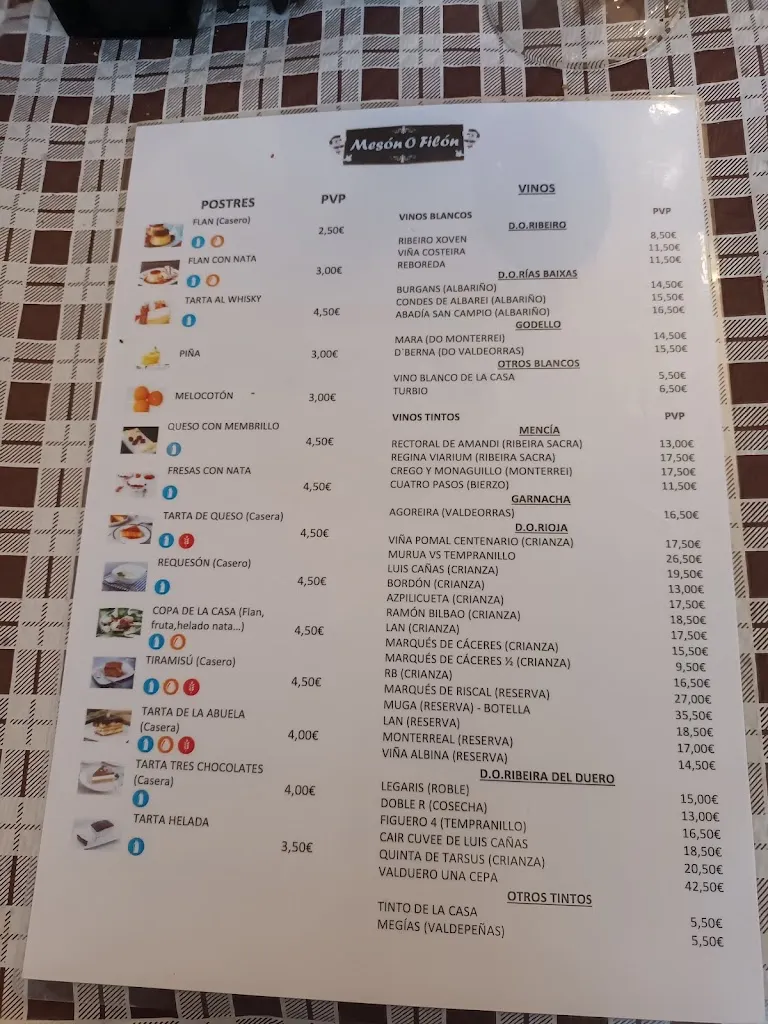 Mesón O Filón
POSTRES PVP
FLAN (Casero) 2,50€
FLAN CON NATA 3,00€
TARTA AL WHISKY 4,50€
PIÑA 3,00€
MELOCOTÓN - 3,00€
QUESO CON MEMBRILLO 4,50€
FRESAS CON NATA 4,50€
TARTA DE QUESO (Casera) 4,50€
REQUESÓN (Casero) 4,50€
COPA DE LA CASA (Flan,
fruta,helado nata...) 4,50€
TIRAMISÚ (Casero) 4,50€
TARTA DE LA ABUELA
(Casera) 4,00€
TARTA TRES CHOCOLATES
(Casera) 4,00€
TARTA HELADA 3,50€
VINOS
VINOS BLANCOS PVP
D.O.RIBEIRO
RIBEIRO XOVEN 8,50€
VIÑA COSTEIRA 11,50€
REBOREDA 11,50€
D.O.RÍAS BAIXAS
BURGANS (ALBARIÑO) 14,50€
CONDES DE ALBAREI (ALBARIÑO) 15,50€
ABADÍA SAN CAMPIO (ALBARIÑO) 16,50€
GODELLO
MARA (DO MONTERREI) 14,50€
D`BERNA (DO VALDEORRAS) 15,50€
OTROS BLANCOS
VINO BLANCO DE LA CASA 5,50€
TURBIO 6,50€
VINOS TINTOS PVP
MENCÍA
RECTORAL DE AMANDI (RIBEIRA SACRA) 13,00€
REGINA VIARIUM (RIBEIRA SACRA) 17,50€
CREGO Y MONAGUILLO (MONTERREI) 17,50€
CUATRO PASOS (BIERZO) 11,50€
GARNACHA
AGOREIRA (VALDEORRAS) 16,50€
D.O.RIOJA
VIÑA POMAL CENTENARIO (CRIANZA) 17,50€
MURUA VS TEMPRANILLO 26,50€
LUIS CAÑAS (CRIANZA) 19,50€
BORDÓN (CRIANZA) 13,00€
AZPILICUETA (CRIANZA) 17,50€
RAMÓN BILBAO (CRIANZA) 18,50€
LAN (CRIANZA) 17,50€
MARQUÉS DE CÁCERES (CRIANZA) 15,50€
MARQUÉS DE CÁCERES ½ (CRIANZA) 9,50€
RB (CRIANZA) 16,50€
MARQUÉS DE RISCAL (RESERVA) 27,00€
MUGA (RESERVA) - BOTELLA 35,50€
LAN (RESERVA) 18,50€
MONTERREAL (RESERVA) 17,00€
VIÑA ALBINA (RESERVA) 14,50€
D.O.RIBEIRA DEL DUERO
LEGARIS (ROBLE) 15,00€
DOBLE R (COSECHA) 13,00€
FIGUERO 4 (TEMPRANILLO) 16,50€
CAIR CUVEE DE LUIS CAÑAS 18,50€
QUINTA DE TARSUS (CRIANZA) 20,50€
VALDUERO UNA CEPA 42,50€
OTROS TINTOS
TINTO DE LA CASA 5,50€
MEGÍAS (VALDEPEÑAS) 5,50€